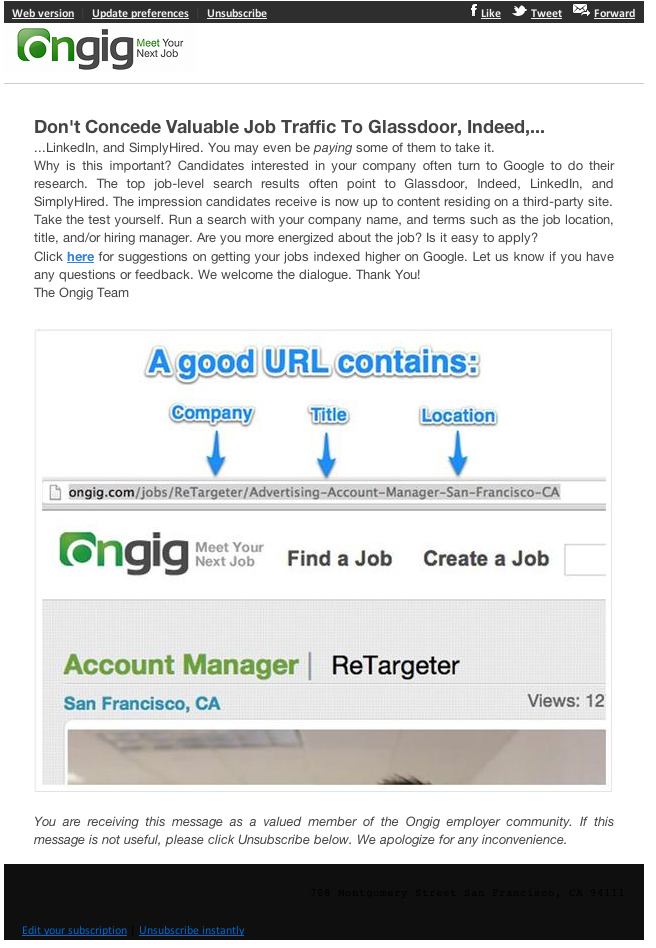 Web version | Update preferences | Unsubscribe
Like Tweet Forward
Ongig Meet Your
Next Job
Don't Concede Valuable Job Traffic To Glassdoor, Indeed,...
...LinkedIn, and SimplyHired. You may even be paying some of them to take it.
Why is this important? Candidates interested in your company often turn to Google to do their
research. The top job-level search results often point to Glassdoor, Indeed, LinkedIn, and
SimplyHired. The impression candidates receive is now up to content residing on a third-party site.
Take the test yourself. Run a search with your company name, and terms such as the job location,
title, and/or hiring manager. Are you more energized about the job? Is it easy to apply?
Click here for suggestions on getting your jobs indexed higher on Google. Let us know if you have
any questions or feedback. We welcome the dialogue. Thank You!
The Ongig Team
A good URL contains:
Company Title Location
ongig.com/jobs/ReTargeter/Advertising-Account-Manager-San-Francisco-CA
Ongig Meet Your
Next Job
Find a Job Create a Job
Account Manager | ReTargeter
San Francisco, CA
Views: 12
You are receiving this message as a valued member of the Ongig employer community. If this
message is not useful, please click Unsubscribe below. We apologize for any inconvenience.
708 Montgomery Street San Francisco, CA 94111
Edit your subscription | Unsubscribe instantly